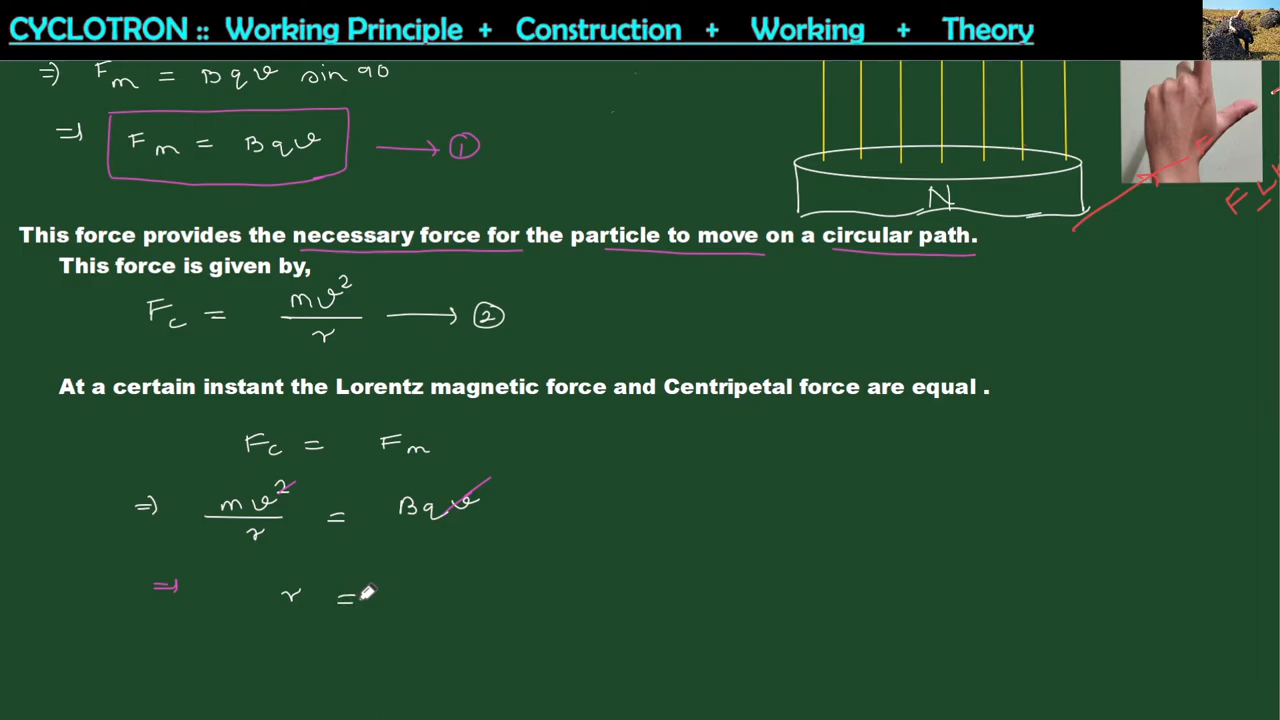 CYCLOTRON :: Working Principle + Construction + Working + Theory
⇒ Fm = Bqv sin 90
⇒ Fm = Bqv → ①
N
F
This force provides the necessary force for the particle to move on a circular path.
This force is given by,
Fc = mv²/r → ②
At a certain instant the Lorentz magnetic force and Centripetal force are equal .
Fc = Fm
⇒ mv²/r = Bqv
⇒ r =